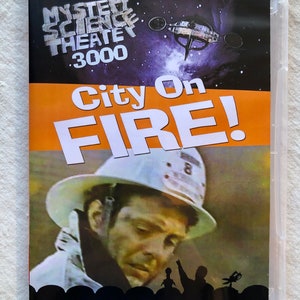 MYSTERY
SCIENCE
THEATER
3000
City On
FIRE!